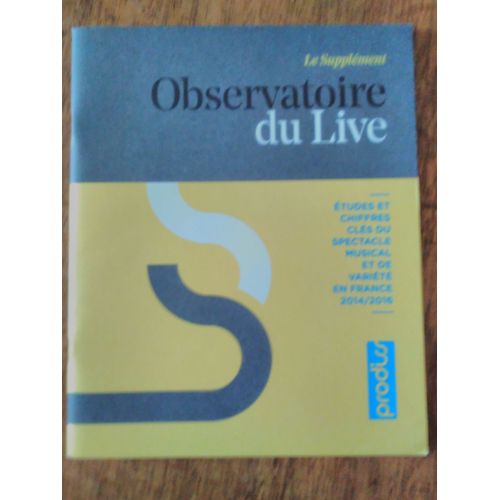 Le Supplément
Observatoire
du Live
ÉTUDES ET
CHIFFRES
CLÉS DU
SPECTACLE
MUSICAL
ET DE
VARIÉTÉ
EN FRANCE
2014/2016
prodiss